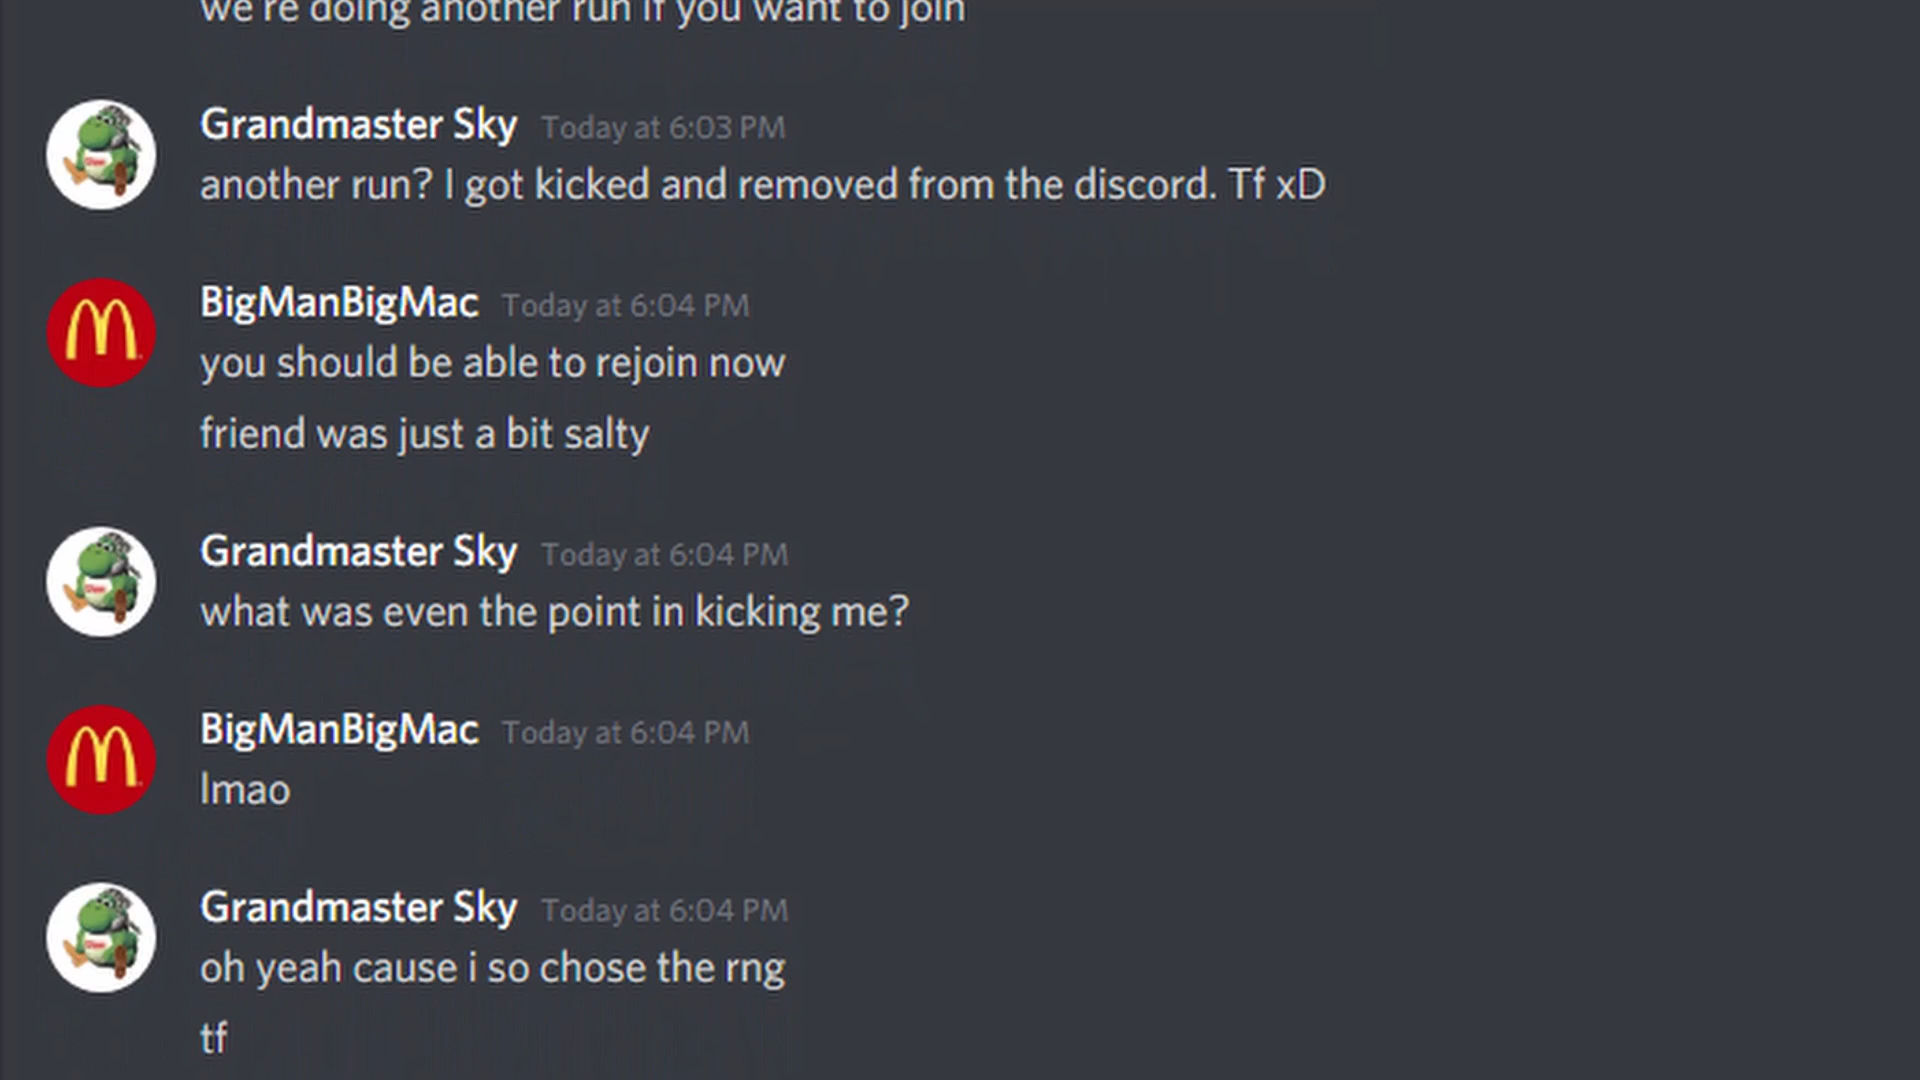 we're doing another run if you want to join
Grandmaster Sky Today at 6:03 PM
another run? I got kicked and removed from the discord. Tf xD
BigManBigMac Today at 6:04 PM
you should be able to rejoin now
friend was just a bit salty
Grandmaster Sky Today at 6:04 PM
what was even the point in kicking me?
BigManBigMac Today at 6:04 PM
lmao
Grandmaster Sky Today at 6:04 PM
oh yeah cause i so chose the rng
tf